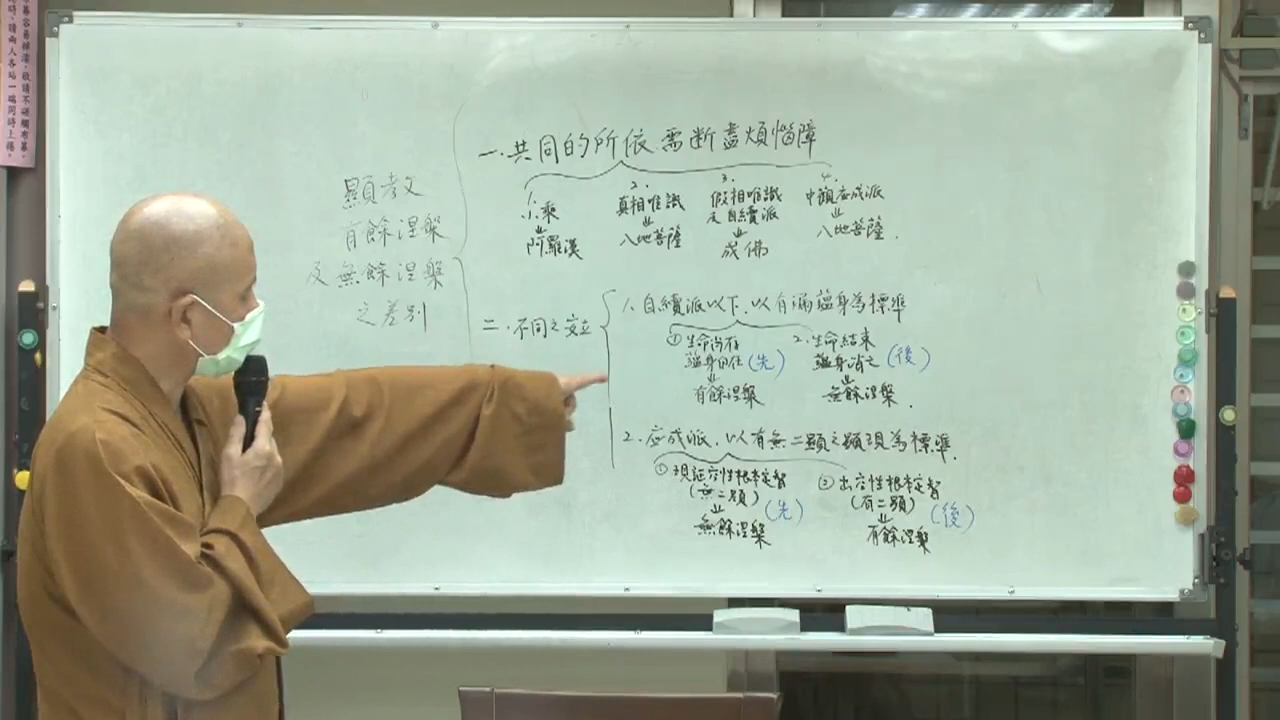 顯教
有餘涅槃
及無餘涅槃
之差別
一.共同的所依需斷盡煩惱障
1.
小乘
⇓
阿羅漢
2.
真相唯識
⇓
八地菩薩
3.
假相唯識
及自續派
⇓
成佛
4.
中觀应成派
⇓
八地菩薩.
二.不同之安立
1.自續派以下.以有漏蘊身為標準
①生命尚存
蘊身仍在(先)
⇓
有餘涅槃
2.生命結束
蘊身消亡(後)
⇓
無餘涅槃.
2.应成派.以有無二顯之顯現為標準.
①現証空性根本定智
(無二顯)
⇓(先)
無餘涅槃
②出空性根本定智
(有二顯)
⇓(後)
有餘涅槃